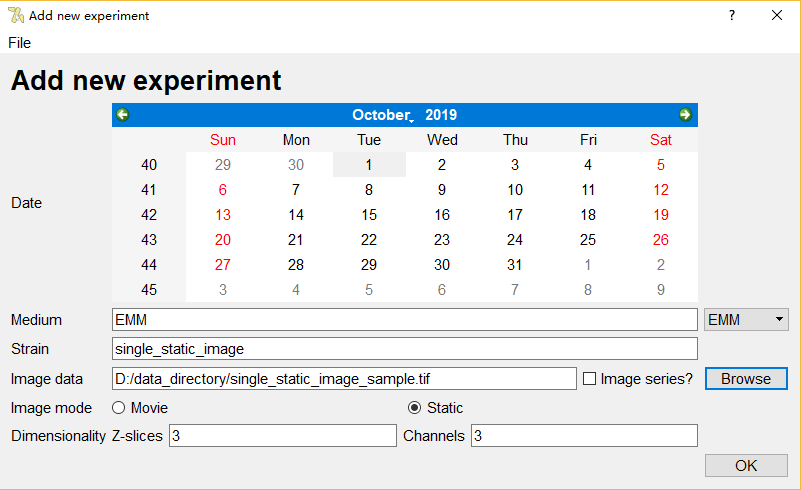 Add new experiment ?
File
Add new experiment
October 2019
Sun Mon Tue Wed Thu Fri Sat
40 29 30 1 2 3 4 5
41 6 7 8 9 10 11 12
42 13 14 15 16 17 18 19
43 20 21 22 23 24 25 26
44 27 28 29 30 31 1 2
45 3 4 5 6 7 8 9
Date
Medium EMM EMM
Strain single_static_image
Image data D:/data_directory/single_static_image_sample.tif Image series? Browse
Image mode Movie Static
Dimensionality Z-slices 3 Channels 3
OK